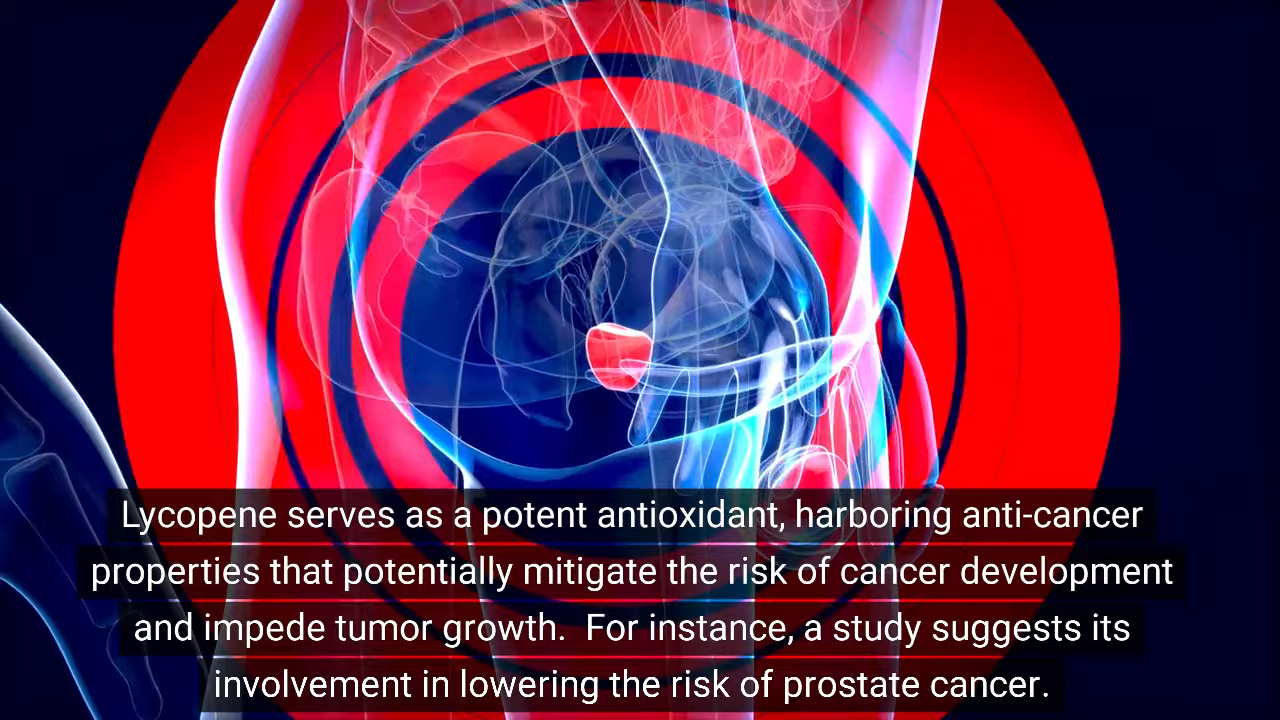 Lycopene serves as a potent antioxidant, harboring anti-cancer
properties that potentially mitigate the risk of cancer development
and impede tumor growth.  For instance, a study suggests its
involvement in lowering the risk of prostate cancer.